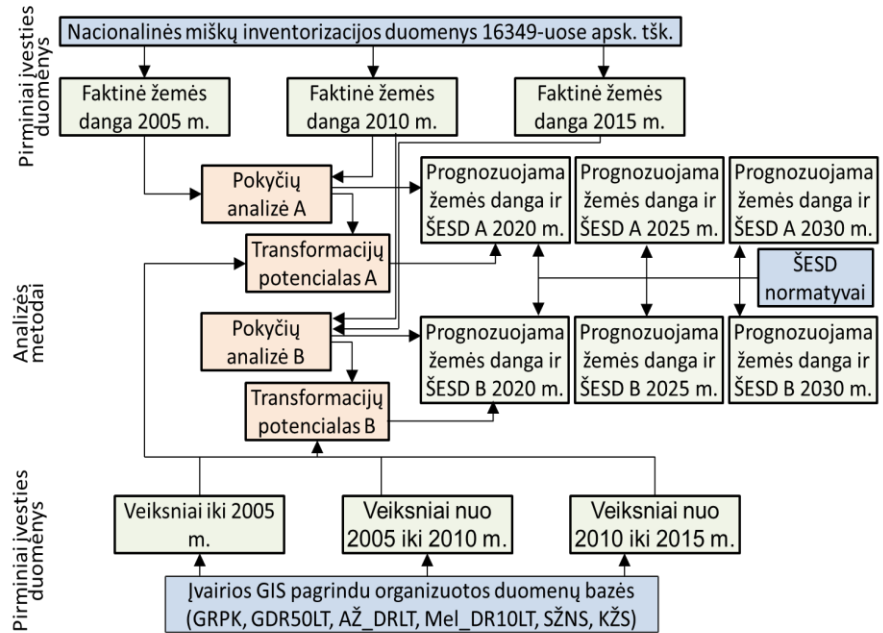 Nacionalinės miškų inventorizacijos duomenys 16349-uose apsk. tšk.
Pirminiai įvesties
duomenys
Faktinė žemės
danga 2005 m.
Faktinė žemės
danga 2010 m.
Faktinė žemės
danga 2015 m.
Analizės
metodai
Pokyčių
analizė A
Transformacijų
potencialas A
Pokyčių
analizė B
Transformacijų
potencialas B
Prognozuojama
žemės danga ir
ŠESD A 2020 m.
Prognozuojama
žemės danga ir
ŠESD A 2025 m.
Prognozuojama
žemės danga ir
ŠESD A 2030 m.
ŠESD
normatyvai
Prognozuojama
žemės danga ir
ŠESD B 2020 m.
Prognozuojama
žemės danga ir
ŠESD B 2025 m.
Prognozuojama
žemės danga ir
ŠESD B 2030 m.
Pirminiai įvesties
duomenys
Veiksniai iki 2005
m.
Veiksniai nuo
2005 iki 2010 m.
Veiksniai nuo
2010 iki 2015 m.
Įvairios GIS pagrindu organizuotos duomenų bazės
(GRPK, GDR50LT, AŽ_DRLT, Mel_DR10LT, SŽNS, KŽS)